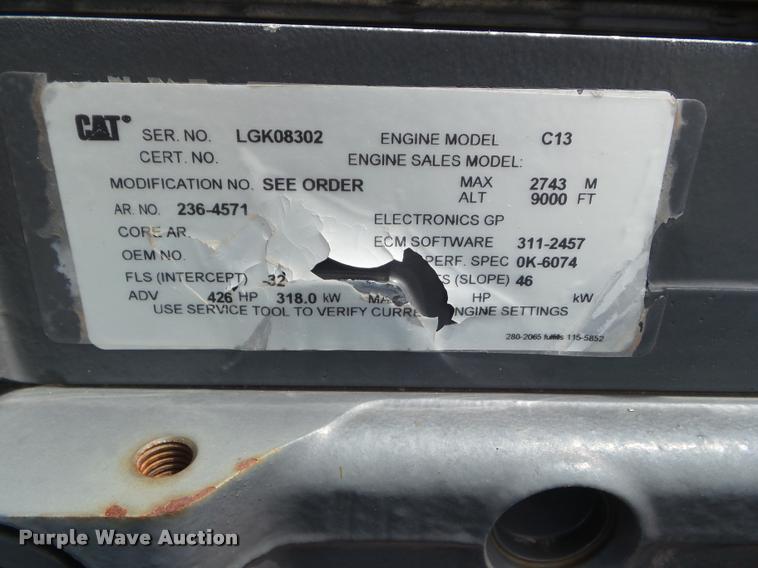 CAT® SER. NO. LGK08302 ENGINE MODEL C13
CERT. NO. ENGINE SALES MODEL:
MODIFICATION NO. SEE ORDER MAX 2743 M
ALT 9000 FT
AR. NO. 236-4571 ELECTRONICS GP
CORE AR. ECM SOFTWARE 311-2457
OEM NO. PERF. SPEC 0K-6074
FLS (INTERCEPT) -32 (SLOPE) 46
ADV 426 HP 318.0 kW HP kW
USE SERVICE TOOL TO VERIFY ENGINE SETTINGS
280-2065 115-5852
Purple Wave Auction